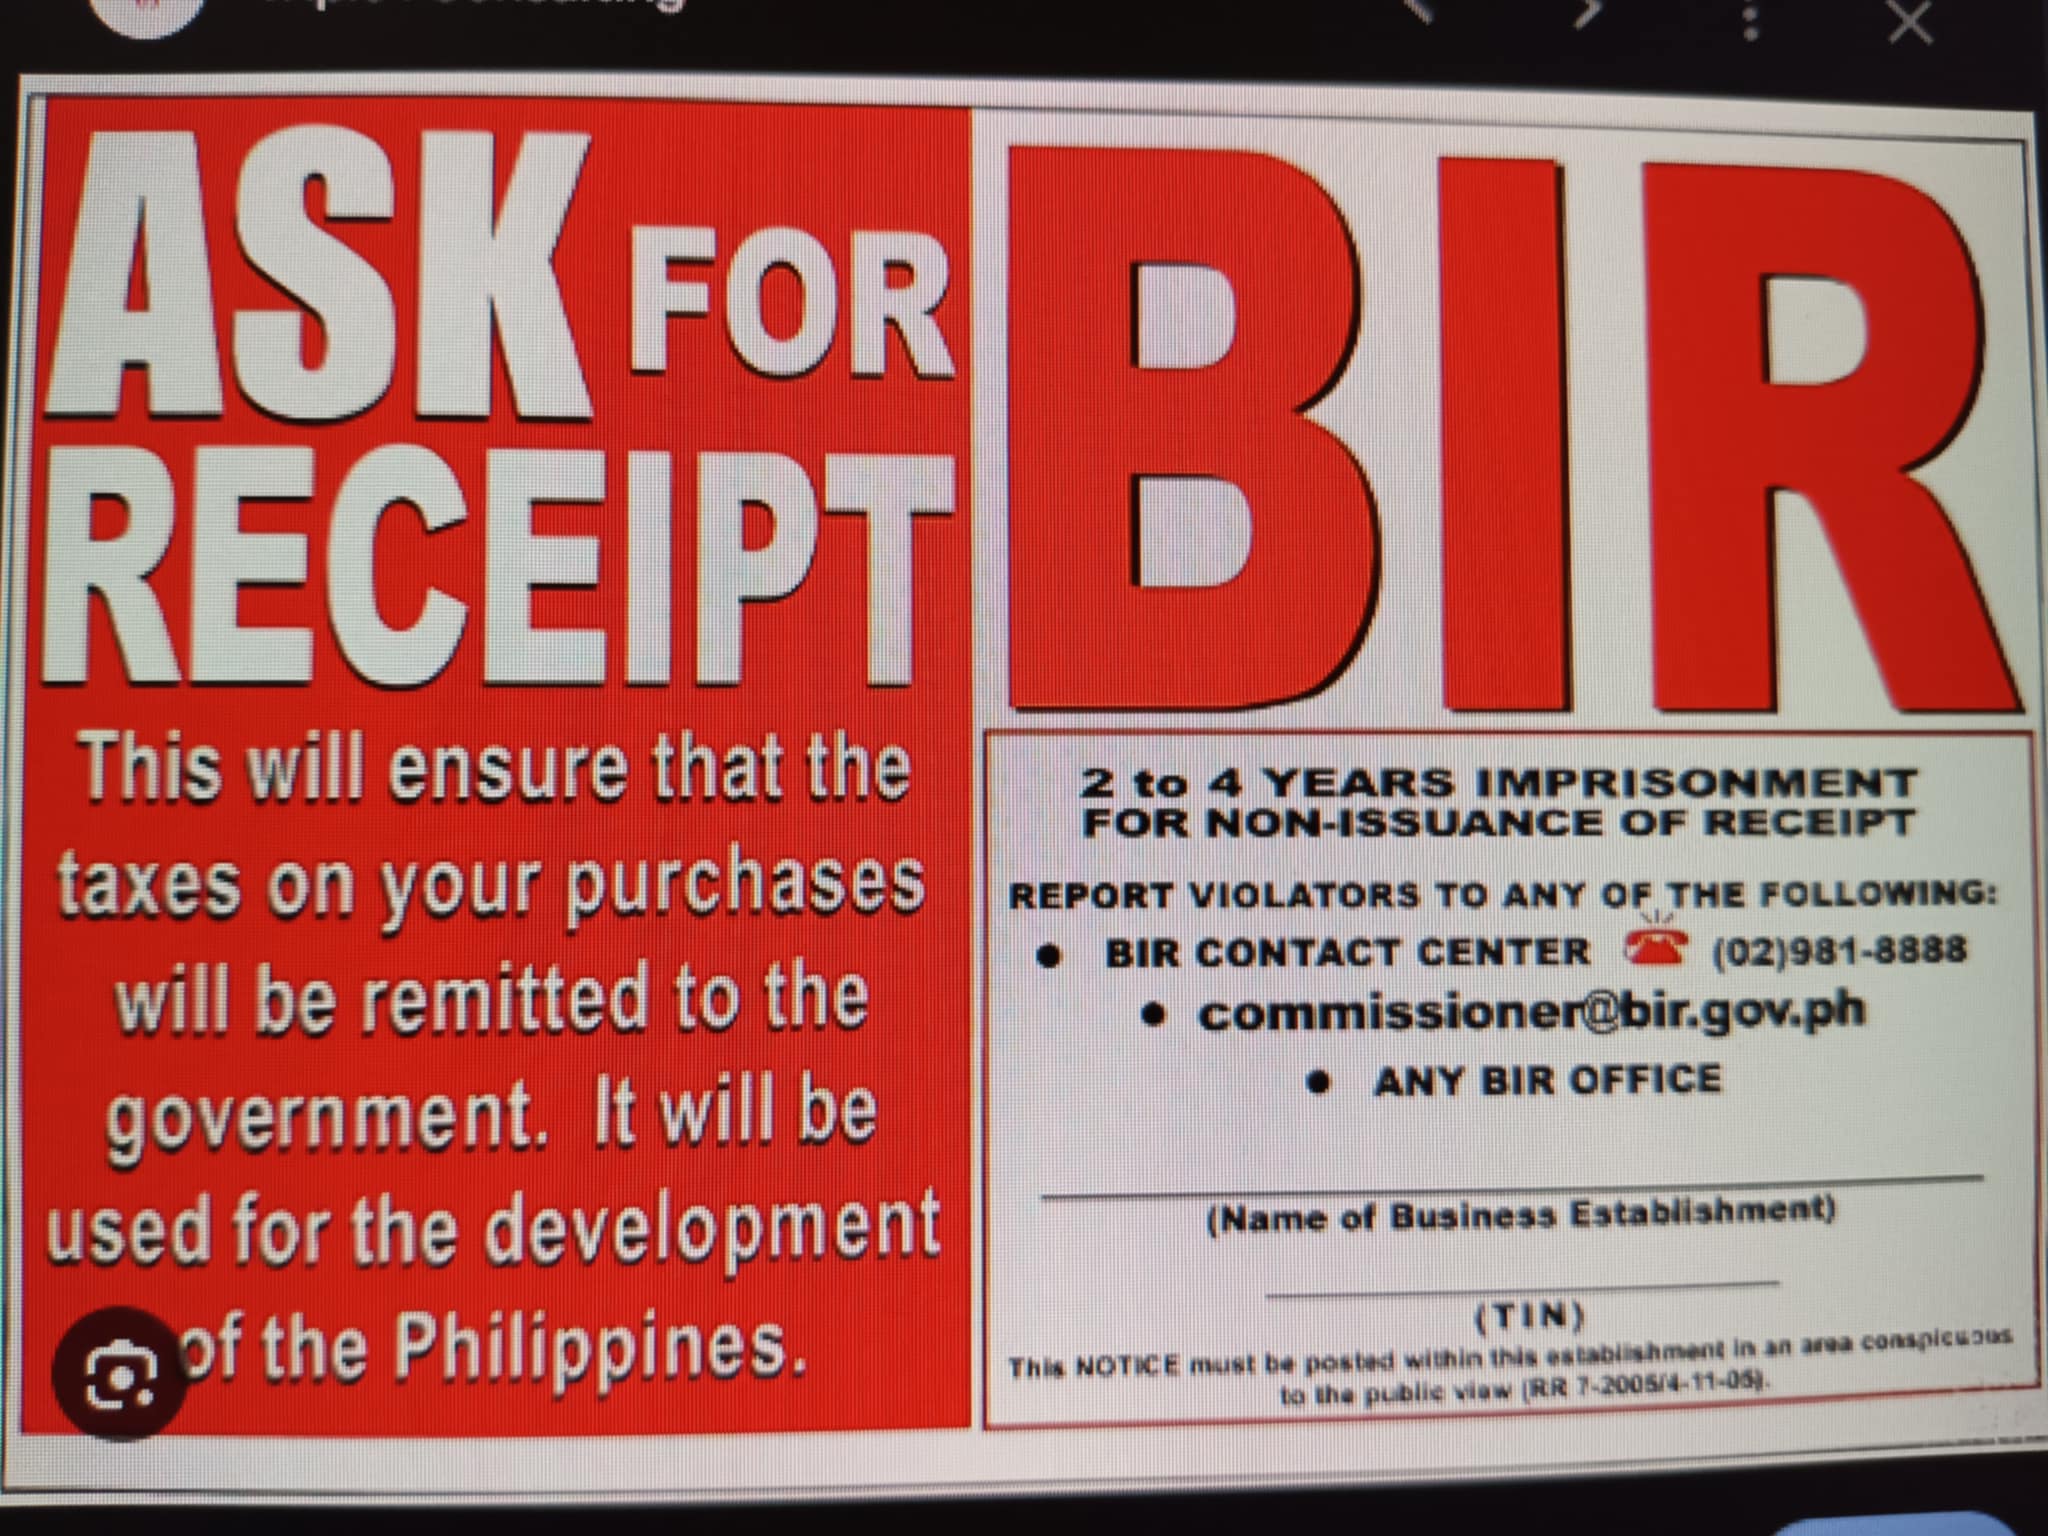 ASK FOR
RECEIPT
This will ensure that the
taxes on your purchases
will be remitted to the
government. It will be
used for the development
of the Philippines.
BIR
2 to 4 YEARS IMPRISONMENT
FOR NON-ISSUANCE OF RECEIPT
REPORT VIOLATORS TO ANY OF THE FOLLOWING:
• BIR CONTACT CENTER (02)981-8888
• commissioner@bir.gov.ph
• ANY BIR OFFICE
(Name of Business Establishment)
(TIN)
This NOTICE must be posted within this establishment in an area conspicuous
to the public view (RR 7-2005/4-11-05).